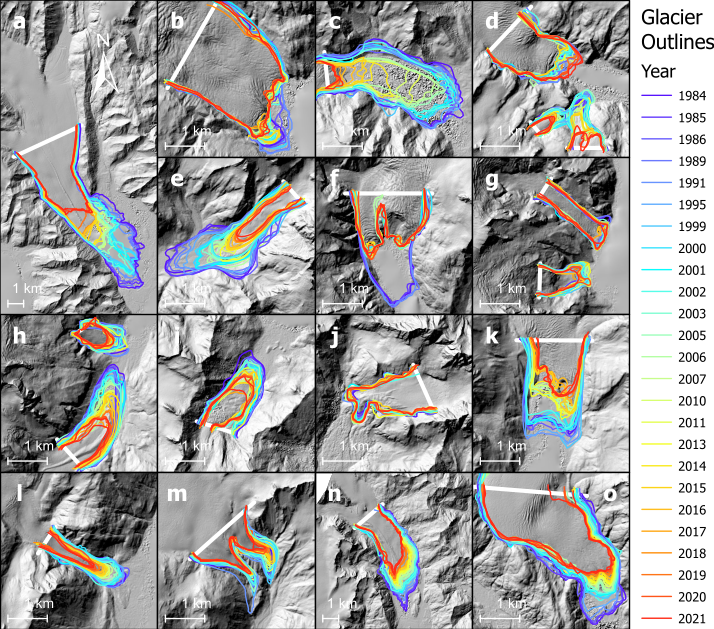 a
N
1 km
b
1 km
c
1 km
d
1 km
e
1 km
f
1 km
g
1 km
h
1 km
i
1 km
j
1 km
k
1 km
l
1 km
m
1 km
n
1 km
o
1 km
Glacier
Outlines
Year
1984
1985
1986
1989
1991
1995
1999
2000
2001
2002
2003
2005
2006
2007
2010
2011
2013
2014
2015
2016
2017
2018
2019
2020
2021